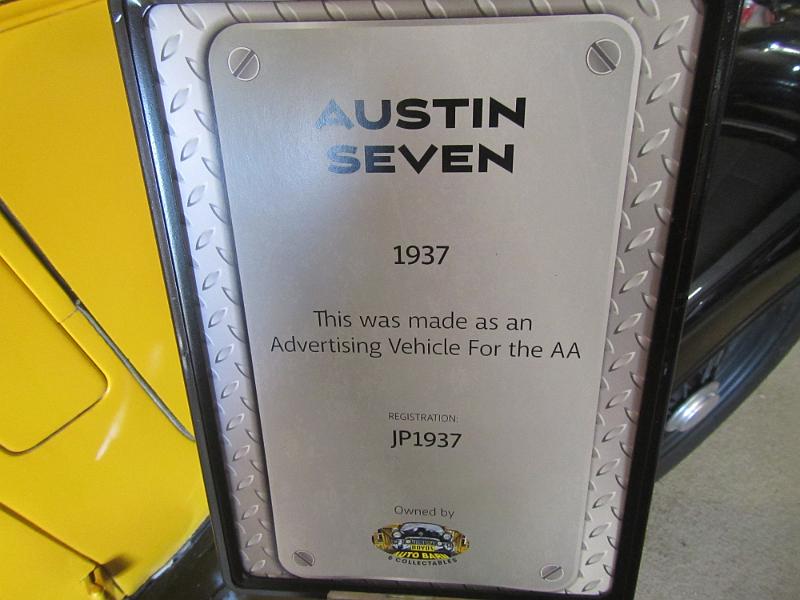 AUSTIN
SEVEN
1937
This was made as an
Advertising Vehicle For the AA
REGISTRATION:
JP1937
Owned by
AUTO BARN
& COLLECTABLES